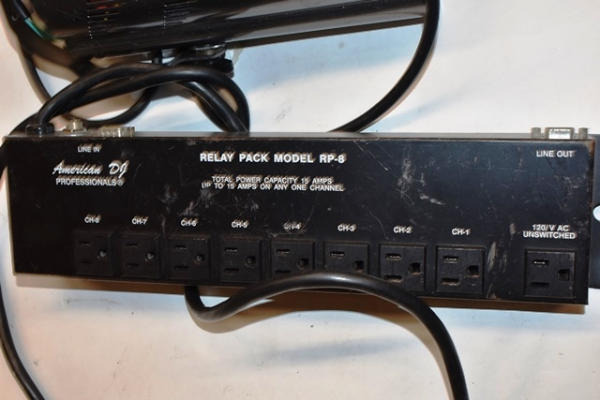 LINE IN
RELAY PACK MODEL RP-8
LINE OUT
American DJ
PROFESSIONALS®
TOTAL POWER CAPACITY 15 AMPS
UP TO 15 AMPS ON ANY ONE CHANNEL
CH-8 CH-7 CH-6 CH-5 CH-4 CH-3 CH-2 CH-1
120/V AC
UNSWITCHED